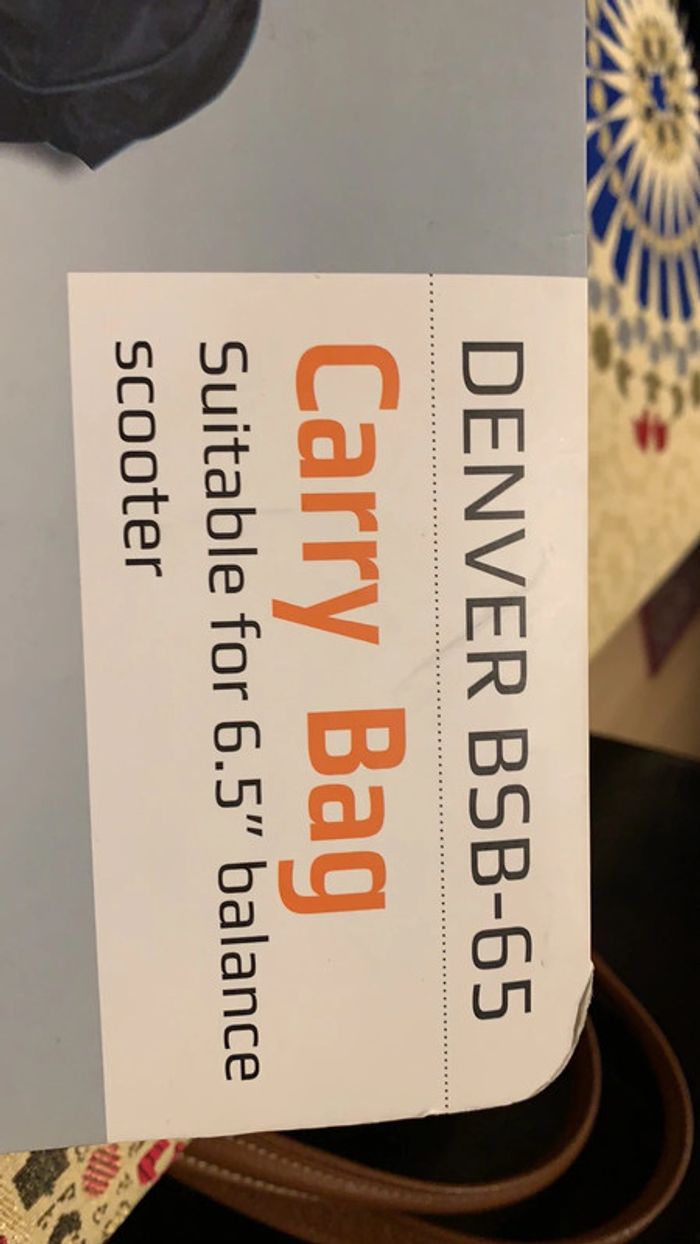 DENVER BSB-65
Carry Bag
Suitable for 6.5” balance
scooter